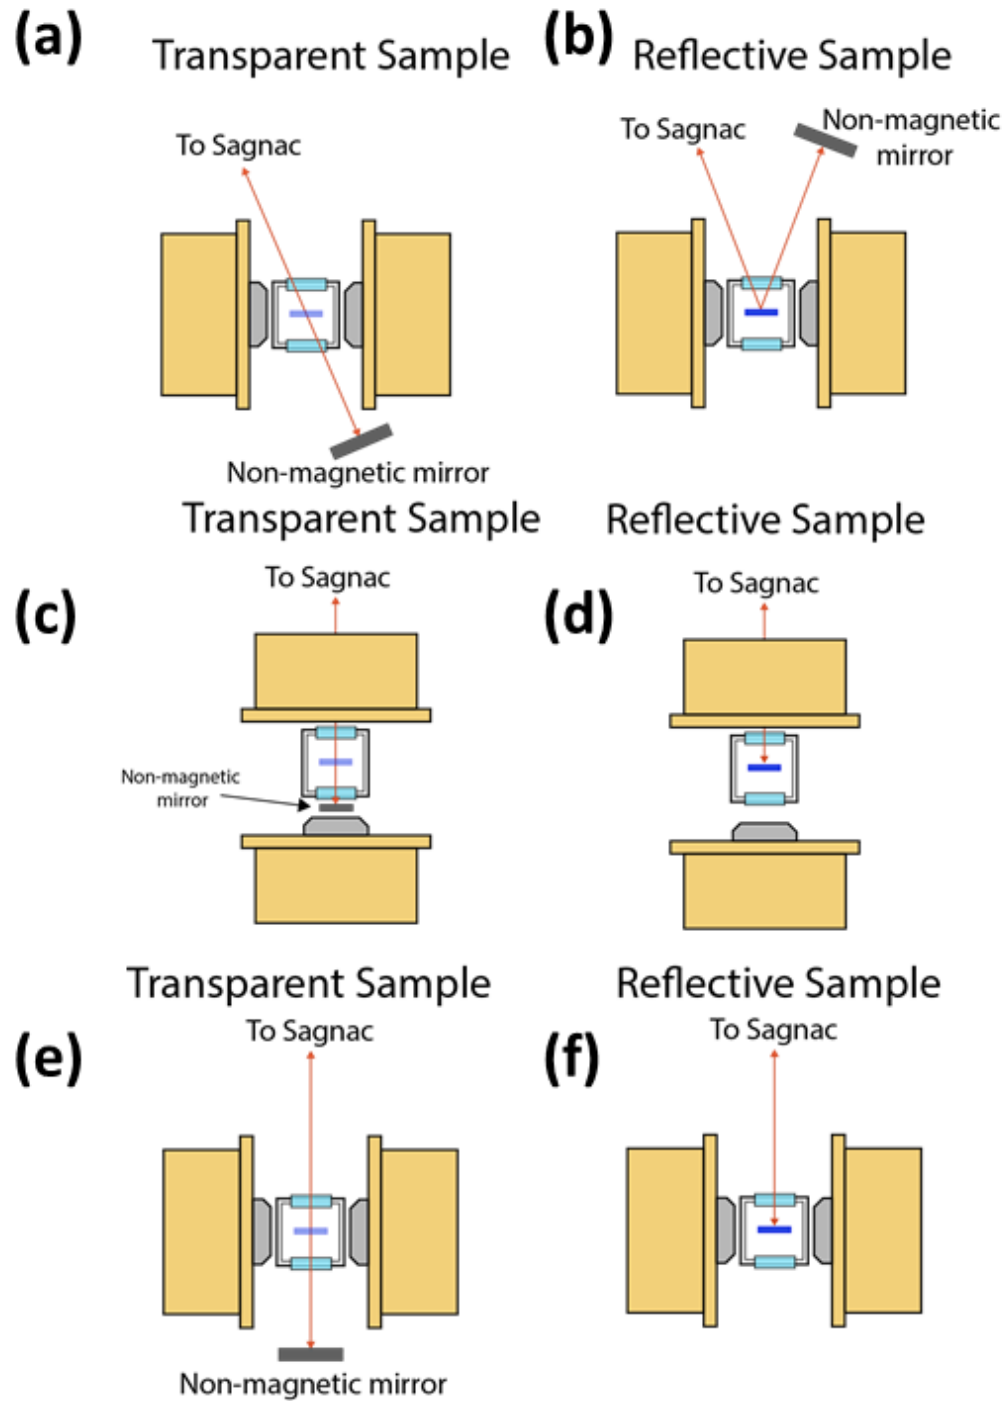 (a)
Transparent Sample
To Sagnac
Non-magnetic mirror
(b)
Reflective Sample
To Sagnac
Non-magnetic
mirror
(c)
Transparent Sample
To Sagnac
Non-magnetic
mirror
(d)
Reflective Sample
To Sagnac
(e)
Transparent Sample
To Sagnac
Non-magnetic mirror
(f)
Reflective Sample
To Sagnac